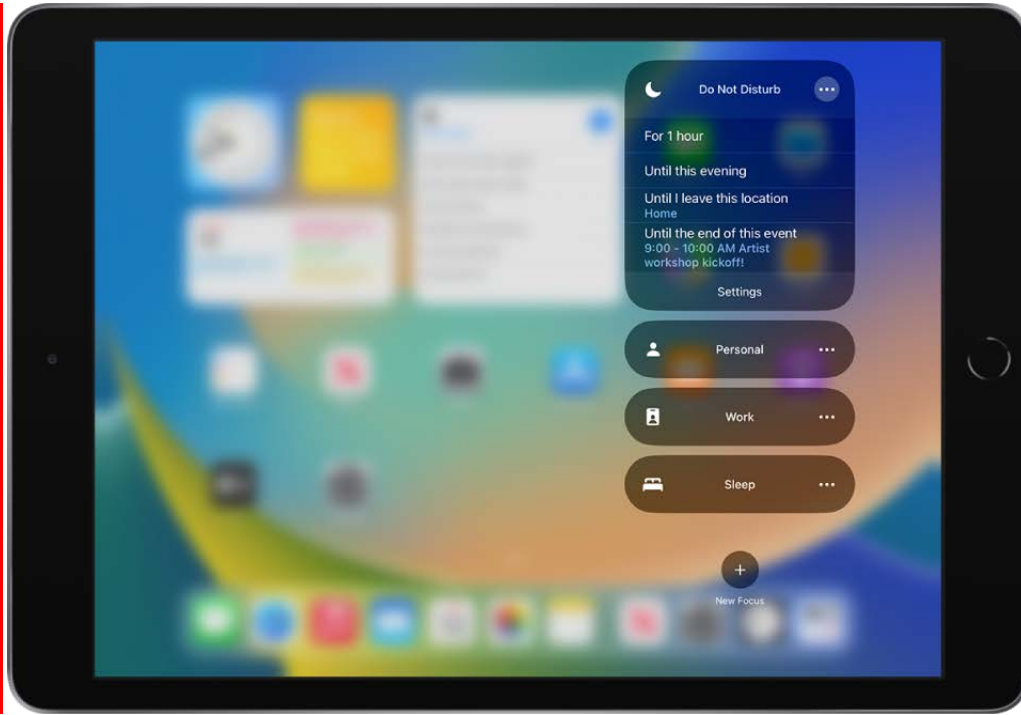 Do Not Disturb
For 1 hour
Until this evening
Until I leave this location
Home
Until the end of this event
9:00 - 10:00 AM Artist
workshop kickoff!
Settings
Personal
Work
Sleep
New Focus